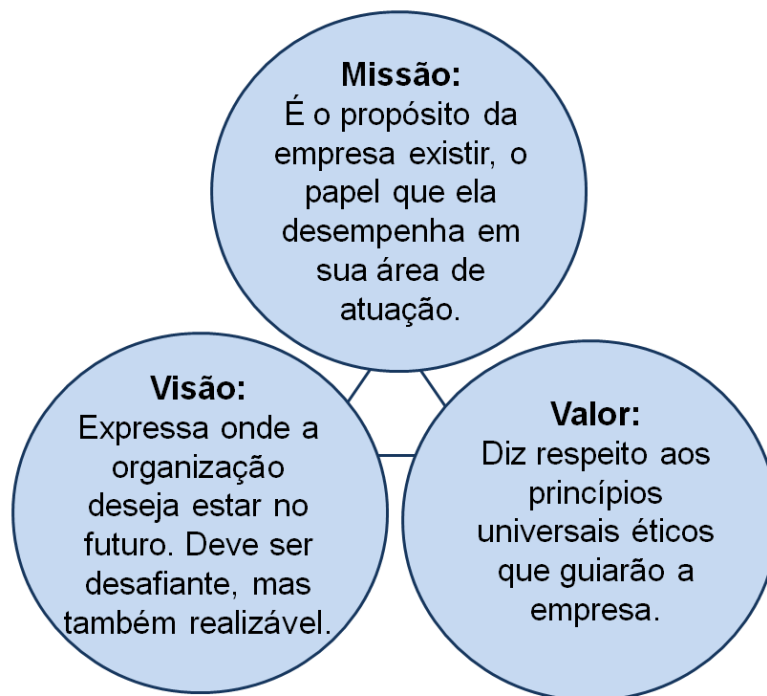 Missão:
É o propósito da
empresa existir, o
papel que ela
desempenha em
sua área de
atuação.
Visão:
Expressa onde a
organização
deseja estar no
futuro. Deve ser
desafiante, mas
também realizável.
Valor:
Diz respeito aos
princípios
universais éticos
que guiarão a
empresa.